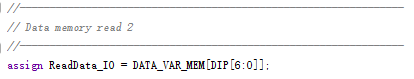 //--------------------------------------------------------------------
// Data memory read 2
//--------------------------------------------------------------------
assign ReadData_IO = DATA_VAR_MEM[DIP[6:0]];